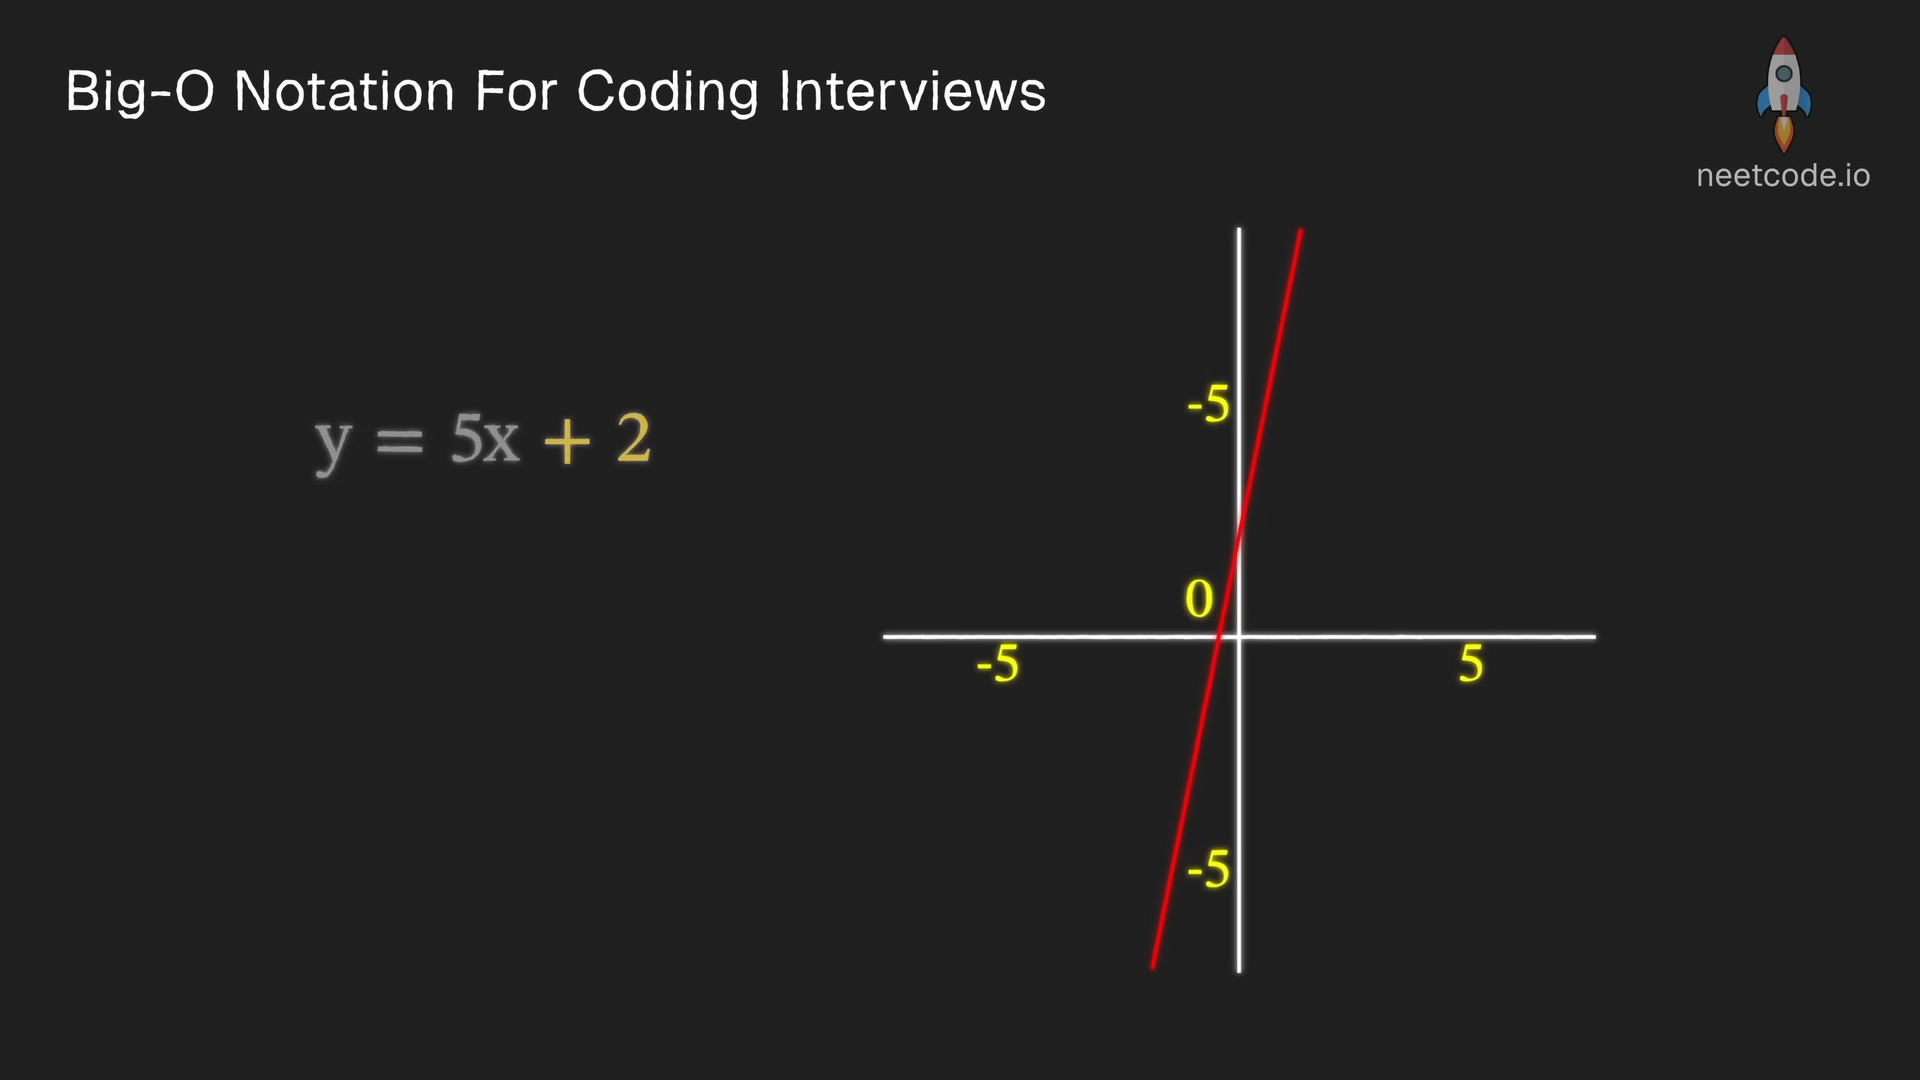 Big-O Notation For Coding Interviews
neetcode.io
y = 5x + 2
-5
0
-5
5
-5